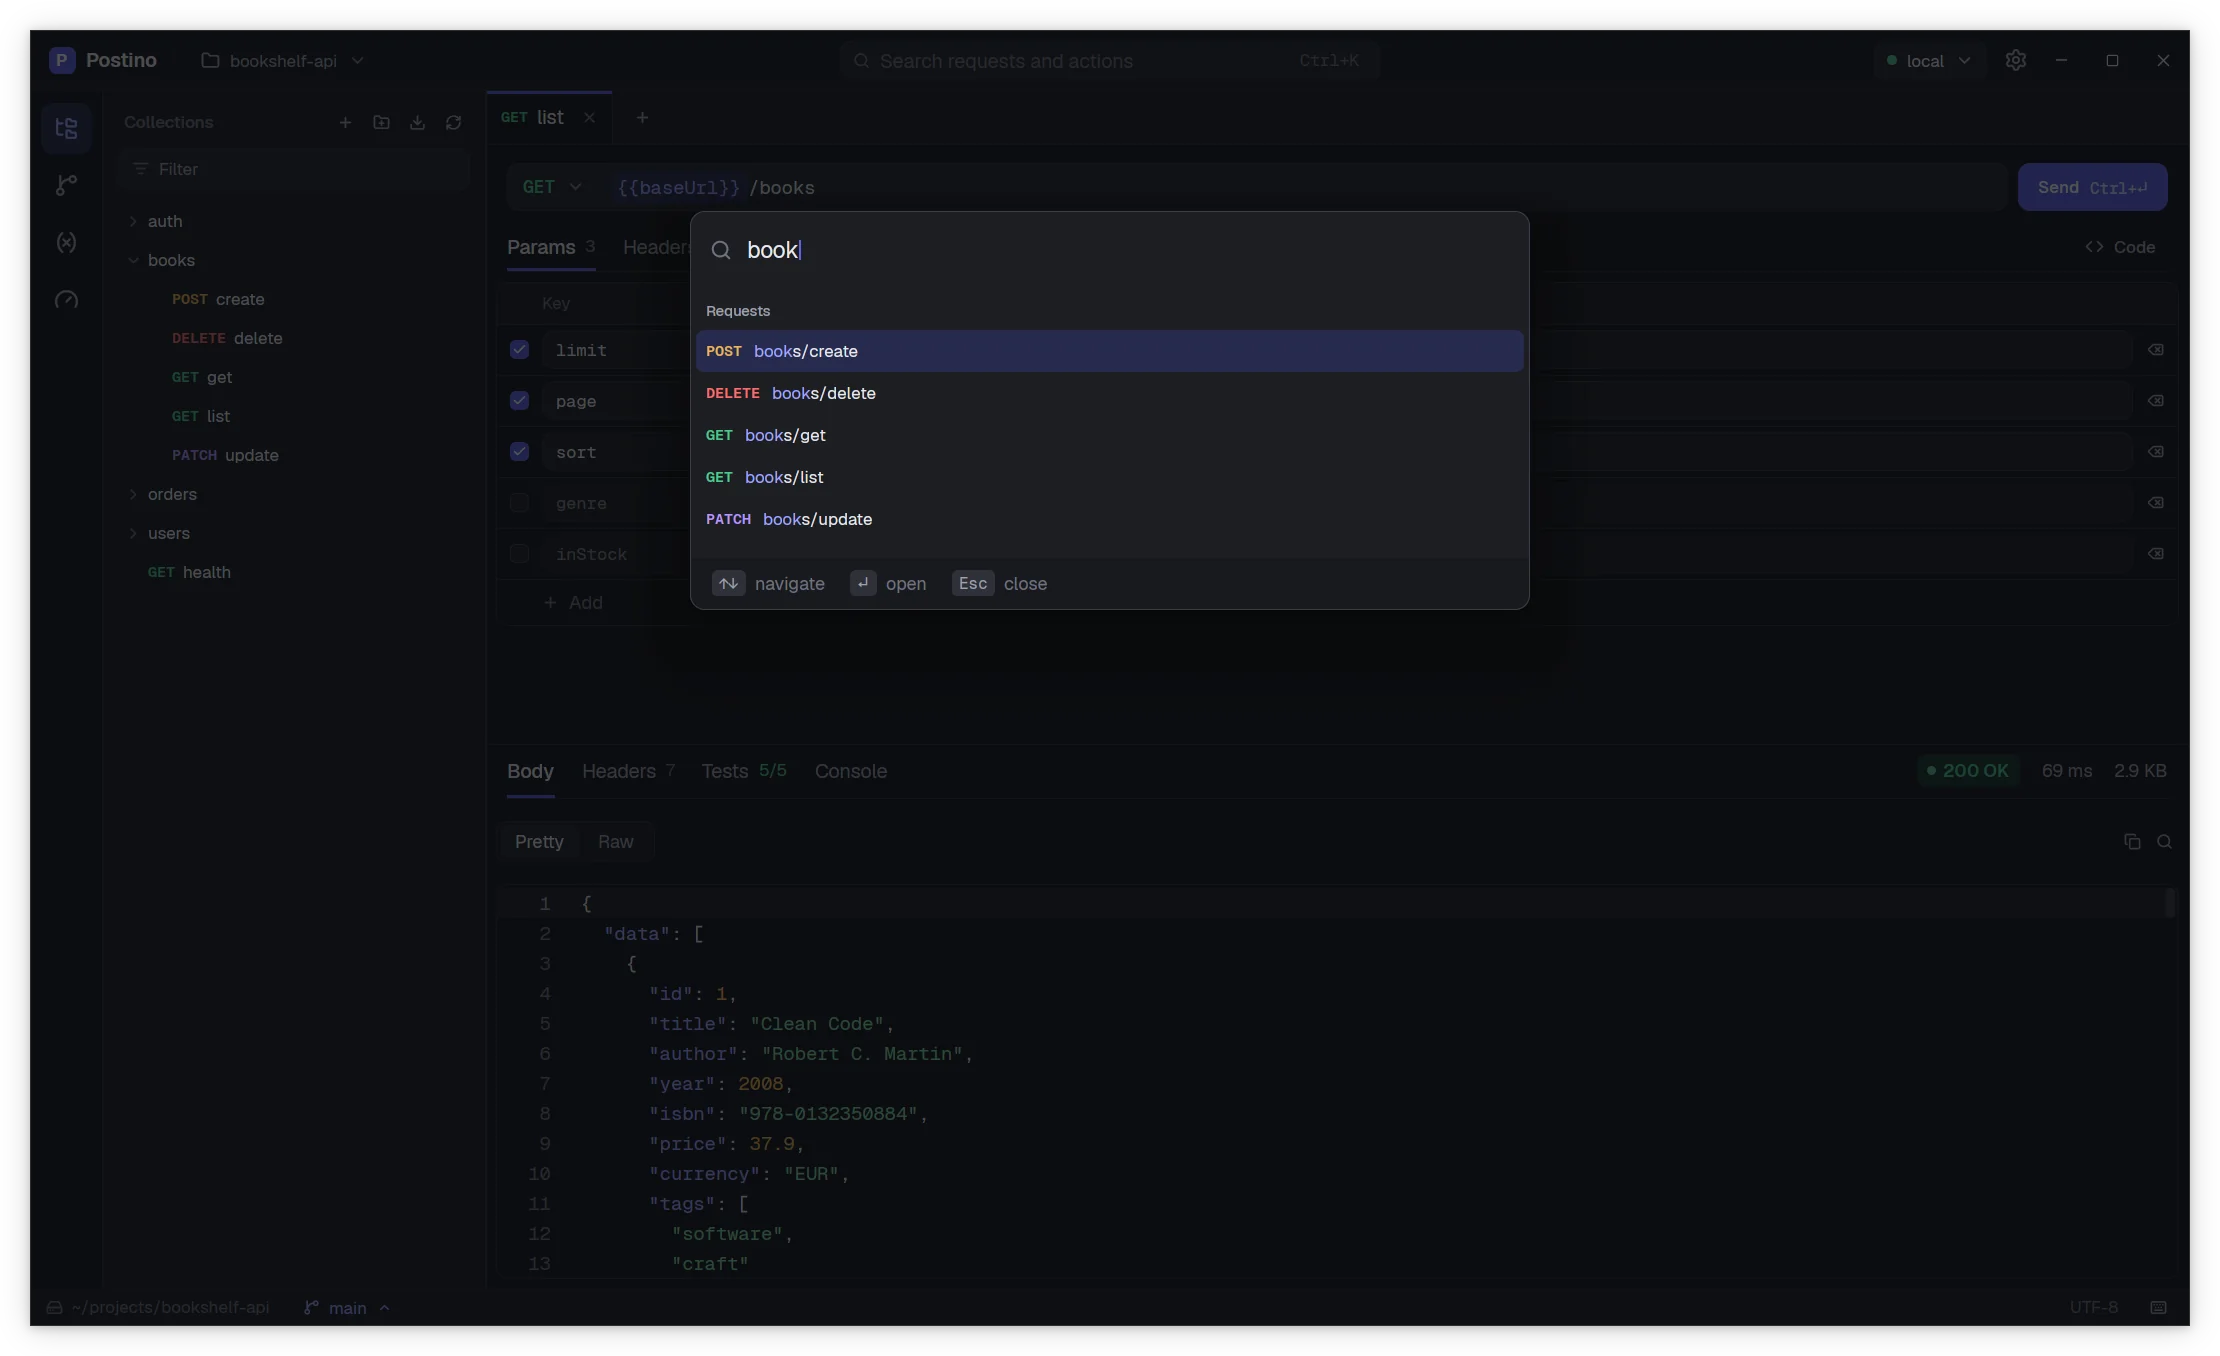 P Postino bookshelf-api Search requests and actions Ctrl+K local
Collections
Filter
auth
books
POST create
DELETE delete
GET get
GET list
PATCH update
orders
users
GET health
GET list
GET {{baseUrl}}/books Send Ctrl+↵
Params 3 Headers Code
Key
limit
page
sort
genre
inStock
+ Add
book
Requests
POST books/create
DELETE books/delete
GET books/get
GET books/list
PATCH books/update
↑↓ navigate ↵ open Esc close
Body Headers 7 Tests 5/5 Console 200 OK 69 ms 2.9 KB
Pretty Raw
1 {
2 "data": [
3 {
4 "id": 1,
5 "title": "Clean Code",
6 "author": "Robert C. Martin",
7 "year": 2008,
8 "isbn": "978-0132350884",
9 "price": 37.9,
10 "currency": "EUR",
11 "tags": [
12 "software",
13 "craft"
~/projects/bookshelf-api main UTF-8